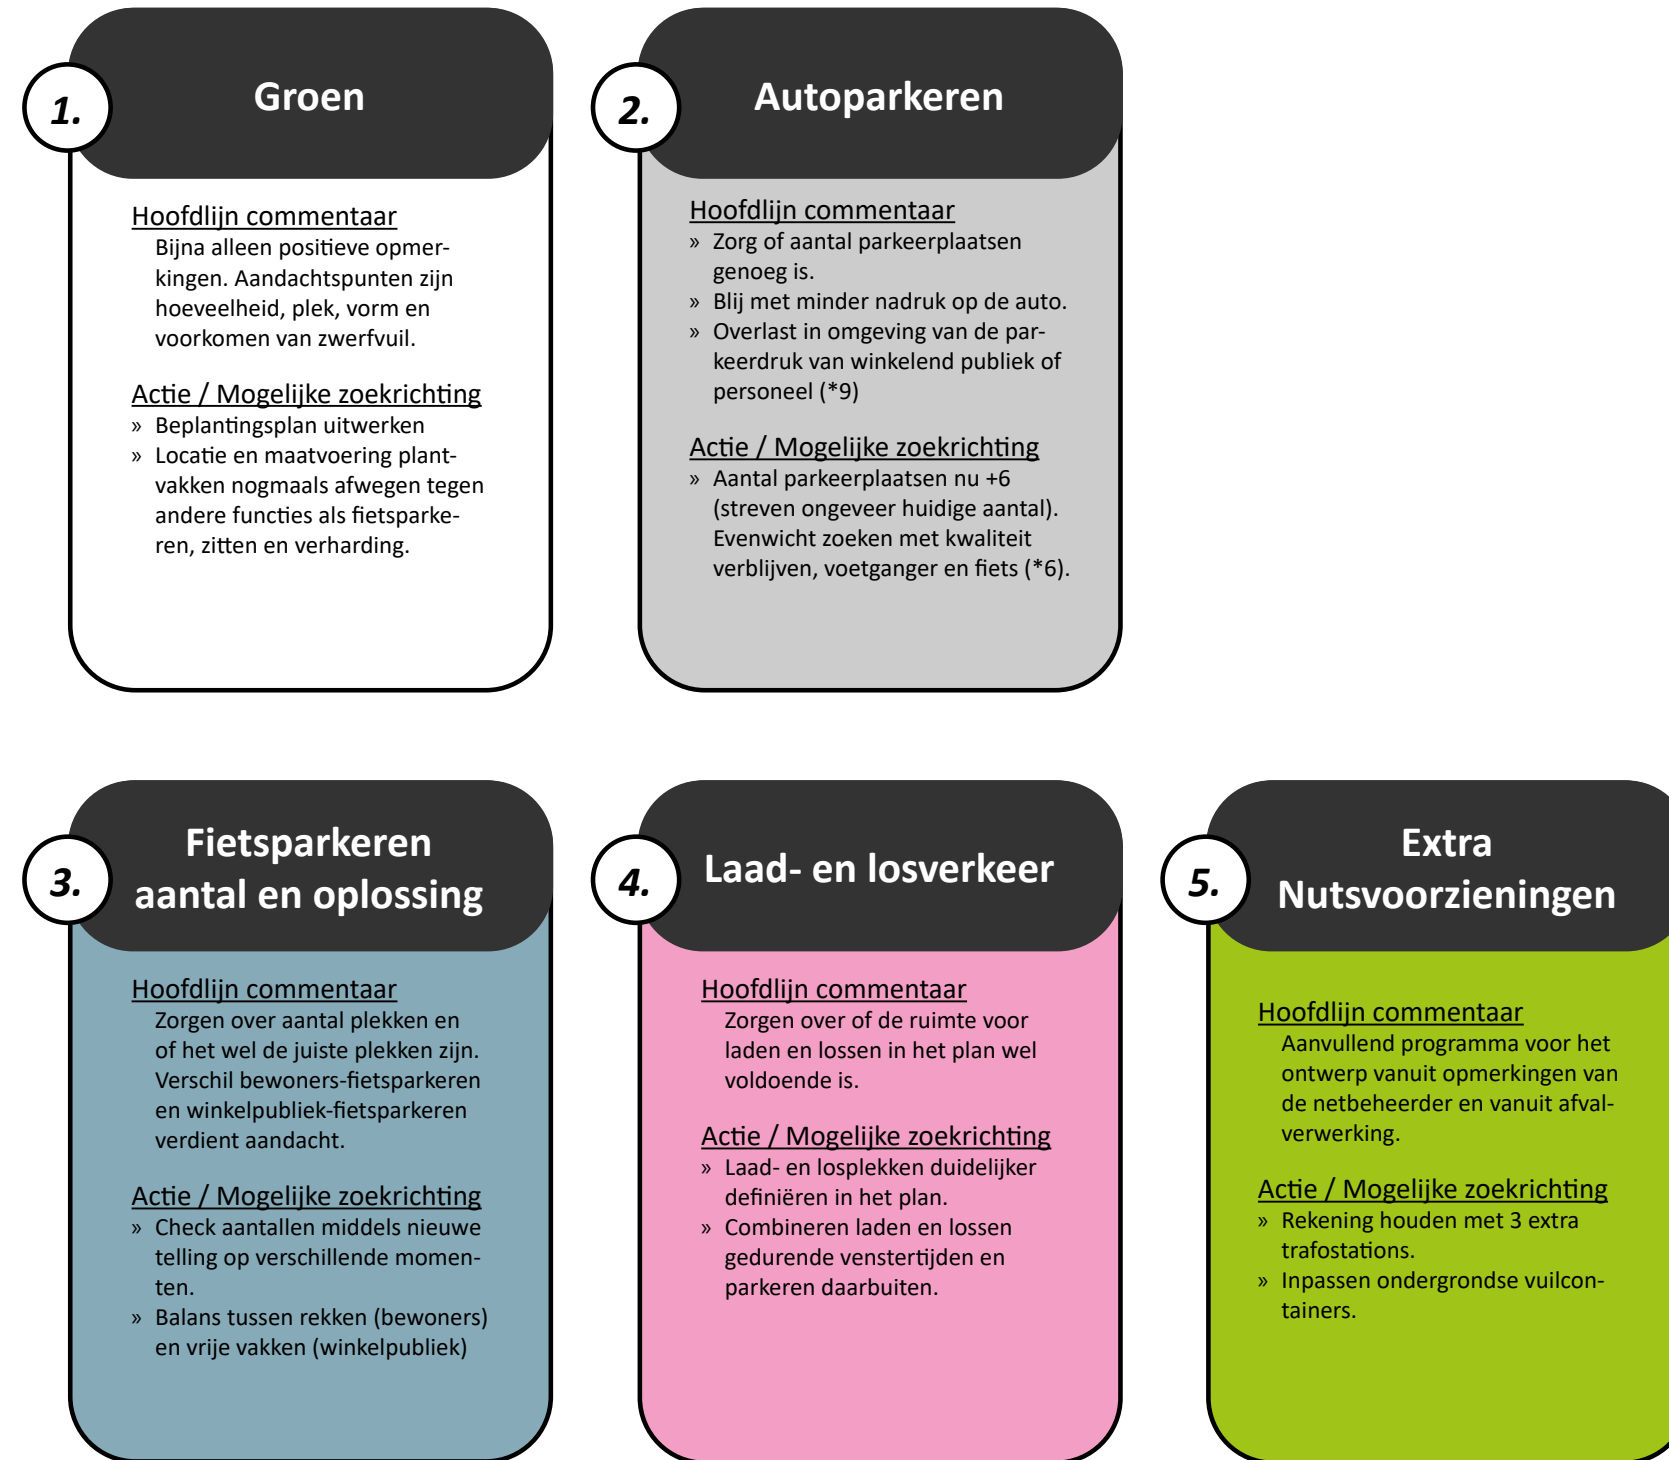 1.
Groen
Hoofdlijn commentaar
Bijna alleen positieve opmer-
kingen. Aandachtspunten zijn
hoeveelheid, plek, vorm en
voorkomen van zwerfvuil.
Actie / Mogelijke zoekrichting
» Beplantingsplan uitwerken
» Locatie en maatvoering plant-
vakken nogmaals afwegen tegen
andere functies als fietsparke-
ren, zitten en verharding.
2.
Autoparkeren
Hoofdlijn commentaar
» Zorg of aantal parkeerplaatsen
genoeg is.
» Blij met minder nadruk op de auto.
» Overlast in omgeving van de par-
keerdruk van winkelend publiek of
personeel (*9)
Actie / Mogelijke zoekrichting
» Aantal parkeerplaatsen nu +6
(streven ongeveer huidige aantal).
Evenwicht zoeken met kwaliteit
verblijven, voetganger en fiets (*6).
3.
Fietsparkeren
aantal en oplossing
Hoofdlijn commentaar
Zorgen over aantal plekken en
of het wel de juiste plekken zijn.
Verschil bewoners-fietsparkeren
en winkelpubliek-fietsparkeren
verdient aandacht.
Actie / Mogelijke zoekrichting
» Check aantallen middels nieuwe
telling op verschillende momen-
ten.
» Balans tussen rekken (bewoners)
en vrije vakken (winkelpubliek)
4.
Laad- en losverkeer
Hoofdlijn commentaar
Zorgen over of de ruimte voor
laden en lossen in het plan wel
voldoende is.
Actie / Mogelijke zoekrichting
» Laad- en losplekken duidelijker
definiëren in het plan.
» Combineren laden en lossen
gedurende venstertijden en
parkeren daarbuiten.
5.
Extra
Nutsvoorzieningen
Hoofdlijn commentaar
Aanvullend programma voor het
ontwerp vanuit opmerkingen van
de netbeheerder en vanuit afval-
verwerking.
Actie / Mogelijke zoekrichting
» Rekening houden met 3 extra
trafostations.
» Inpassen ondergrondse vuilcon-
tainers.